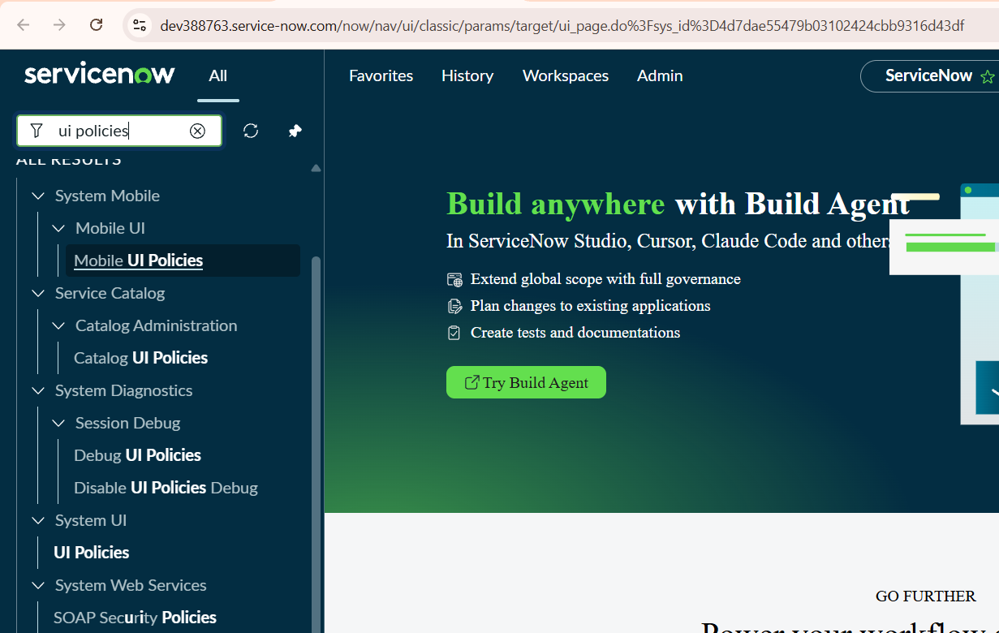 dev388763.service-now.com/now/nav/ui/classic/params/target/ui_page.do%3Fsys_id%3D4d7dae55479b03102424cbb9316d43df
servicenow
All
Favorites
History
Workspaces
Admin
ServiceNow
ui policies
ALL RESULTS
System Mobile
Mobile UI
Mobile UI Policies
Service Catalog
Catalog Administration
Catalog UI Policies
System Diagnostics
Session Debug
Debug UI Policies
Disable UI Policies Debug
System UI
UI Policies
System Web Services
SOAP Security Policies
Build anywhere with Build Agent
In ServiceNow Studio, Cursor, Claude Code and others
Extend global scope with full governance
Plan changes to existing applications
Create tests and documentations
Try Build Agent
GO FURTHER
Power your workflow